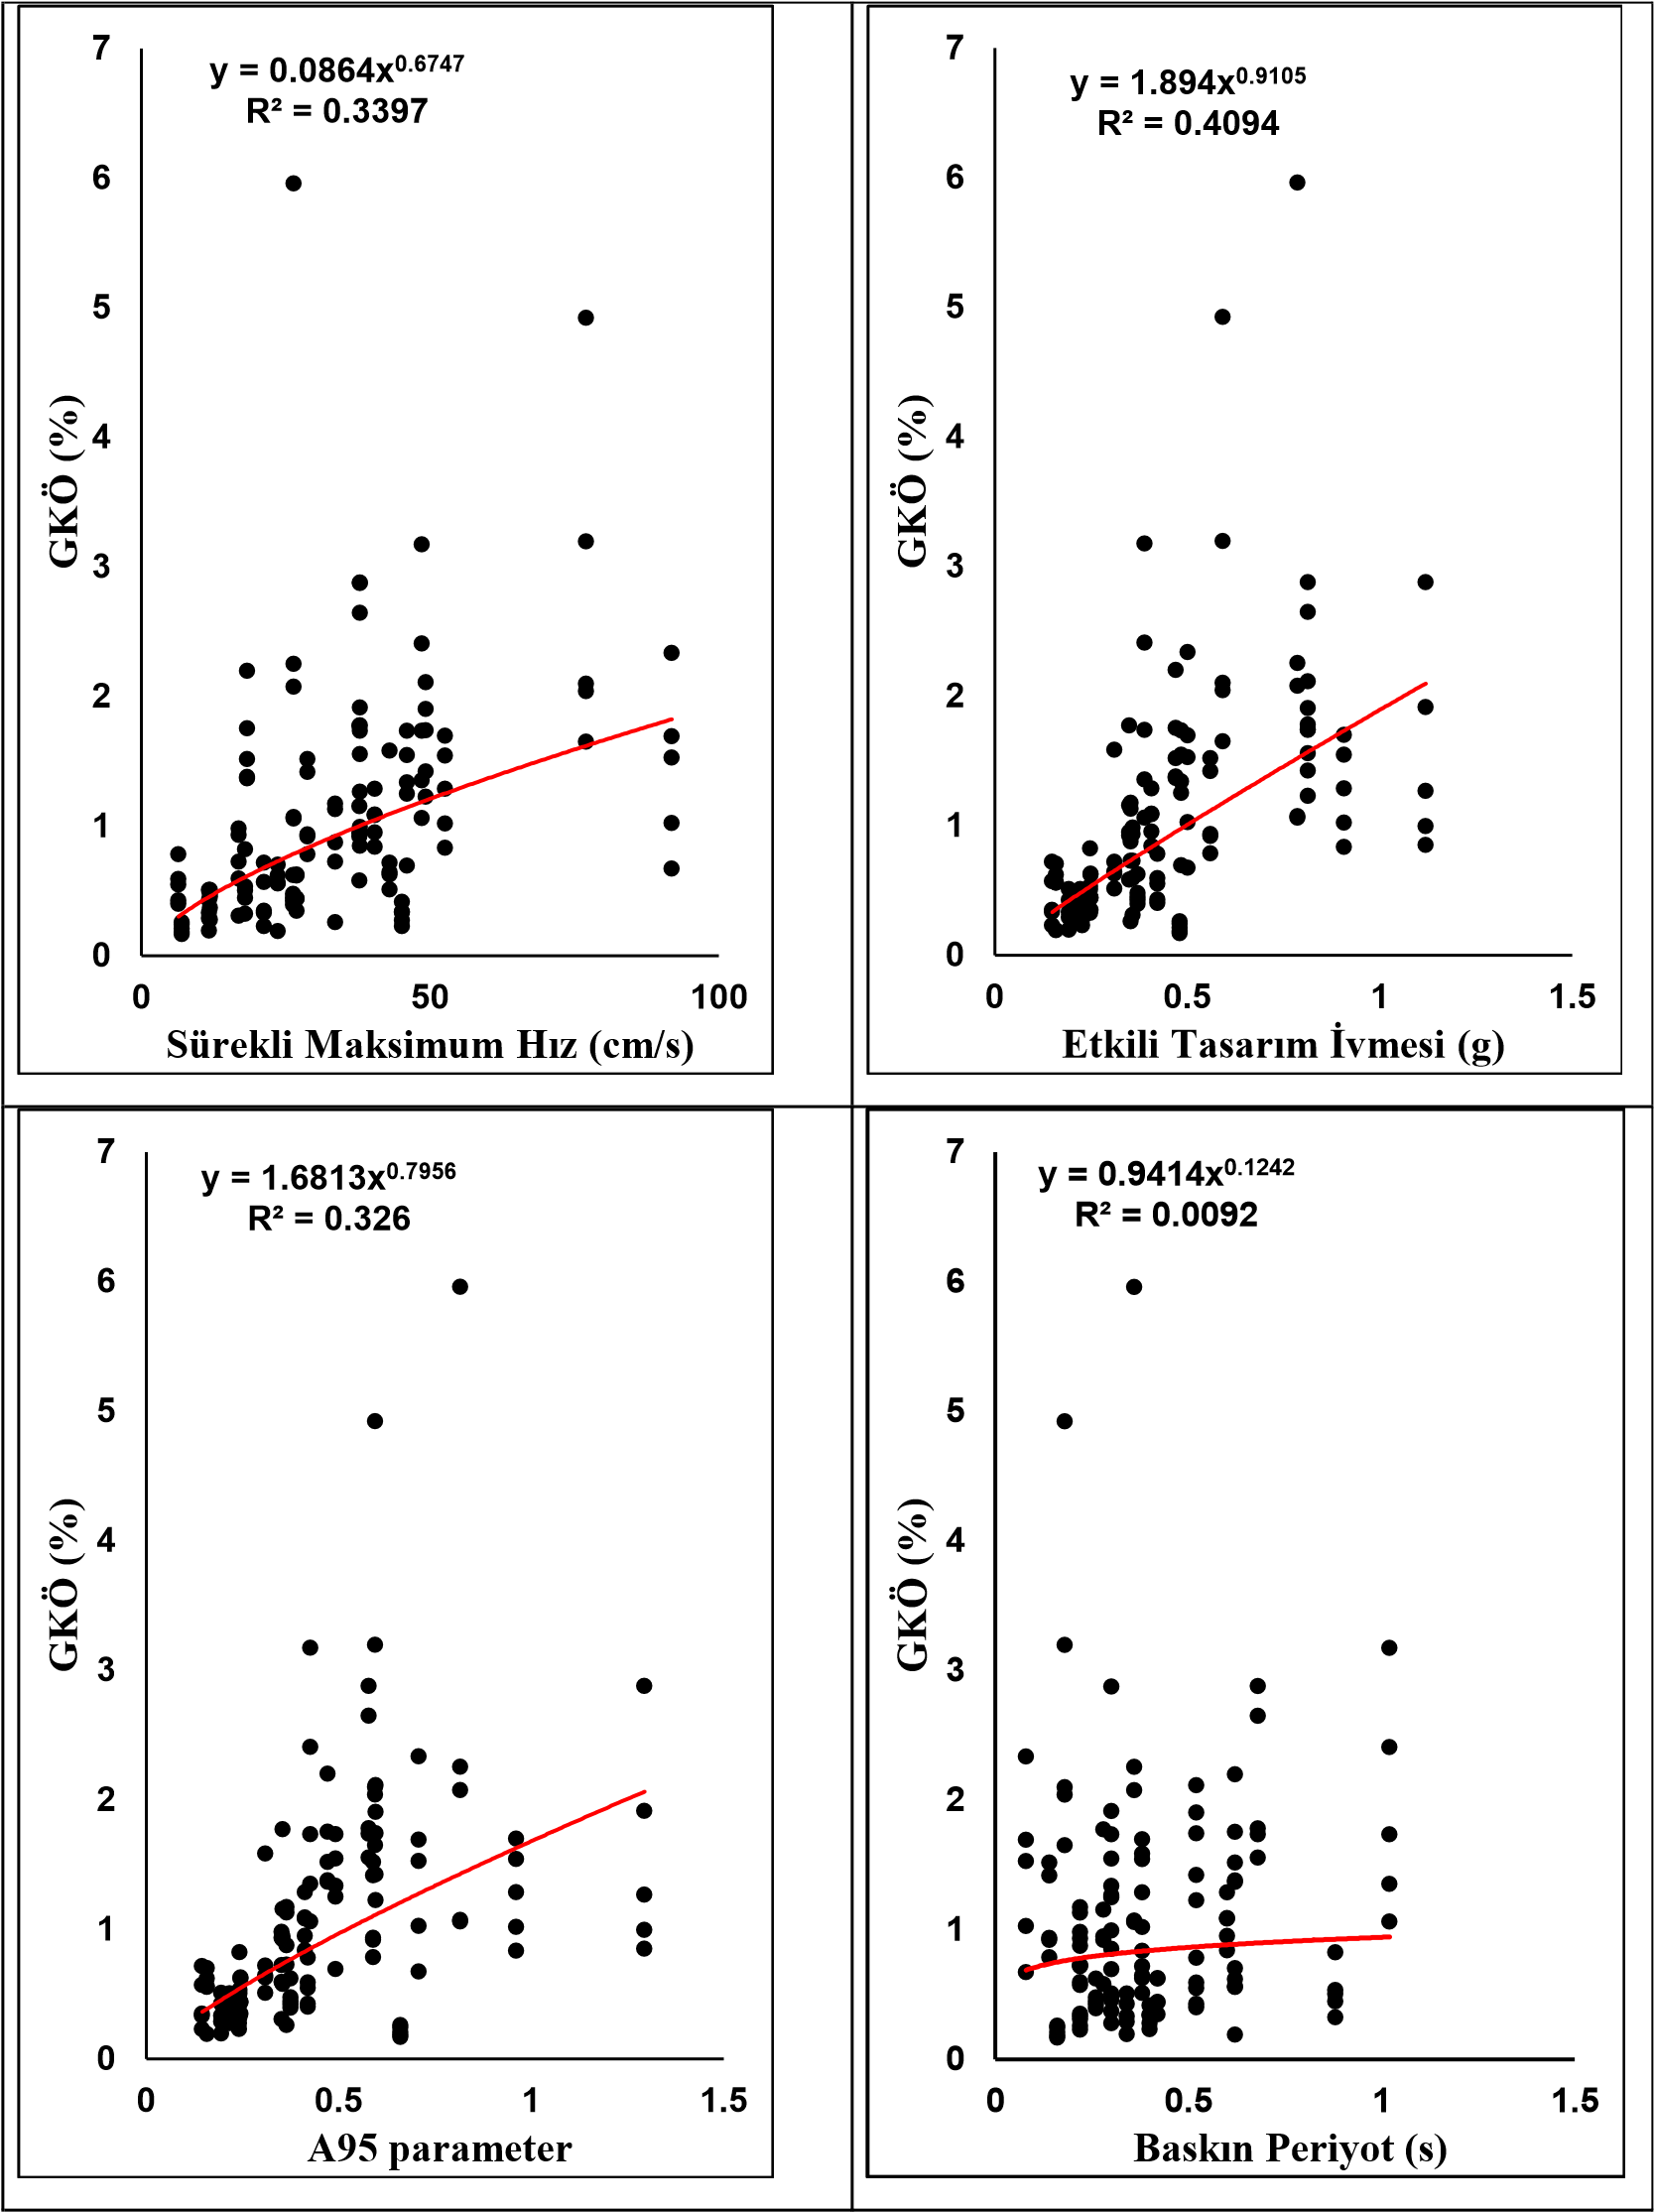 y = 0.0864x^0.6747
R² = 0.3397
7
6
5
4
3
2
1
0
GKÖ (%)
0 50 100
Sürekli Maksimum Hız (cm/s)
y = 1.894x^0.9105
R² = 0.4094
7
6
5
4
3
2
1
0
GKÖ (%)
0 0.5 1 1.5
Etkili Tasarım İvmesi (g)
y = 1.6813x^0.7956
R² = 0.326
7
6
5
4
3
2
1
0
GKÖ (%)
0 0.5 1 1.5
A95 parameter
y = 0.9414x^0.1242
R² = 0.0092
7
6
5
4
3
2
1
0
GKÖ (%)
0 0.5 1 1.5
Baskın Periyot (s)